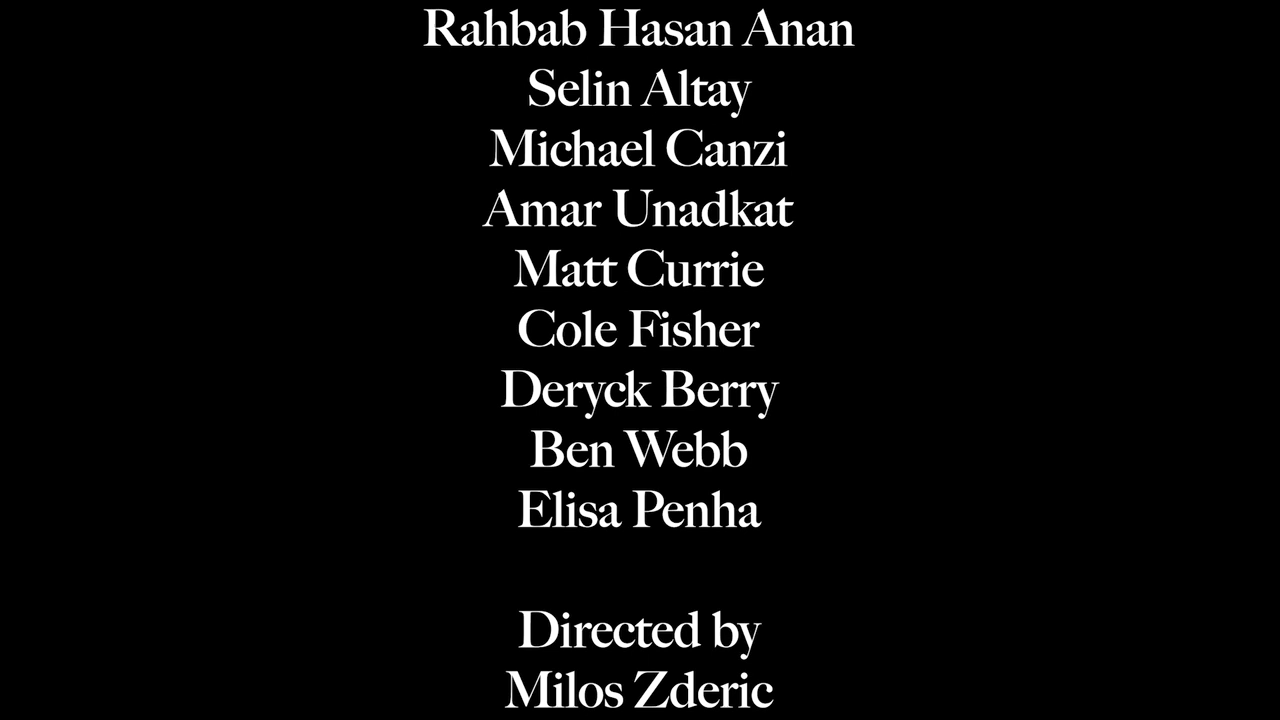 Rahbab Hasan Anan
Selin Altay
Michael Canzi
Amar Unadkat
Matt Currie
Cole Fisher
Deryck Berry
Ben Webb
Elisa Penha
Directed by
Milos Zderic